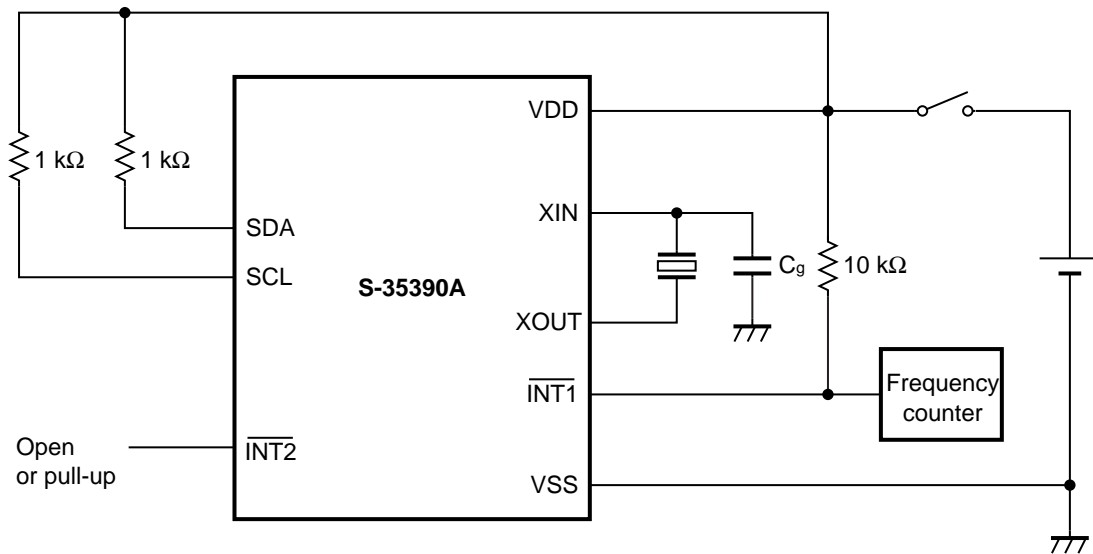 VDD
1 kΩ
1 kΩ
SDA
XIN
SCL
S-35390A
Cg
10 kΩ
XOUT
INT1
Frequency
counter
Open
or pull-up
INT2
VSS